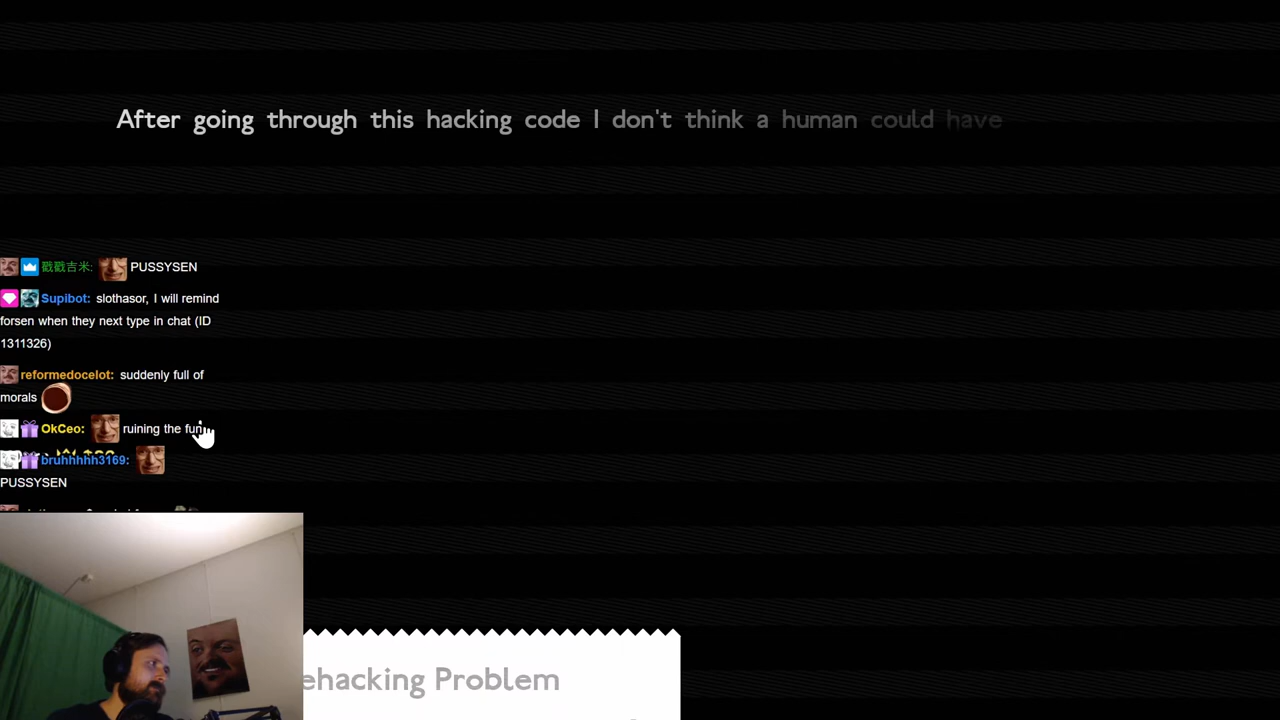 After going through this hacking code I don't think a human could have
戳戳吉米: PUSSYSEN
Supibot: slothasor, I will remind
forsen when they next type in chat (ID
1311326)
reformedocelot: suddenly full of
morals
OkCeo: ruining the fun
bruhhhhh3169:
PUSSYSEN
ehacking Problem